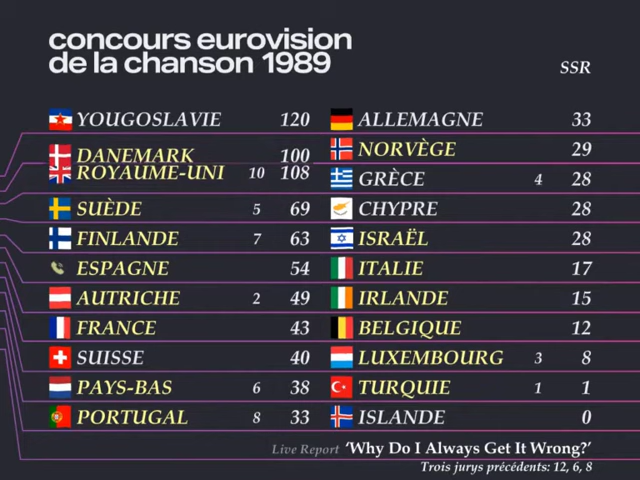 concours eurovision
de la chanson 1989
SSR
YOUGOSLAVIE 120
DANEMARK 100
ROYAUME-UNI 10 108
SUÈDE 5 69
FINLANDE 7 63
ESPAGNE 54
AUTRICHE 2 49
FRANCE 43
SUISSE 40
PAYS-BAS 6 38
PORTUGAL 8 33
ALLEMAGNE 33
NORVÈGE 29
GRÈCE 4 28
CHYPRE 28
ISRAËL 28
ITALIE 17
IRLANDE 15
BELGIQUE 12
LUXEMBOURG 3 8
TURQUIE 1 1
ISLANDE 0
Live Report ‘Why Do I Always Get It Wrong?’
Trois jurys précédents: 12, 6, 8